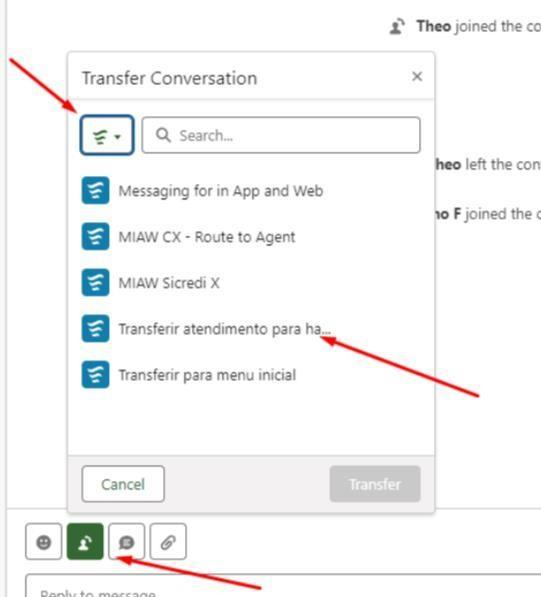 Theo joined the co
Transfer Conversation
Search...
heo left the con
Messaging for in App and Web
no F joined the c
MIAW CX - Route to Agent
MIAW Sicredi X
Transferir atendimento para ha...
Transferir para menu inicial
Cancel
Transfer
Reply to message